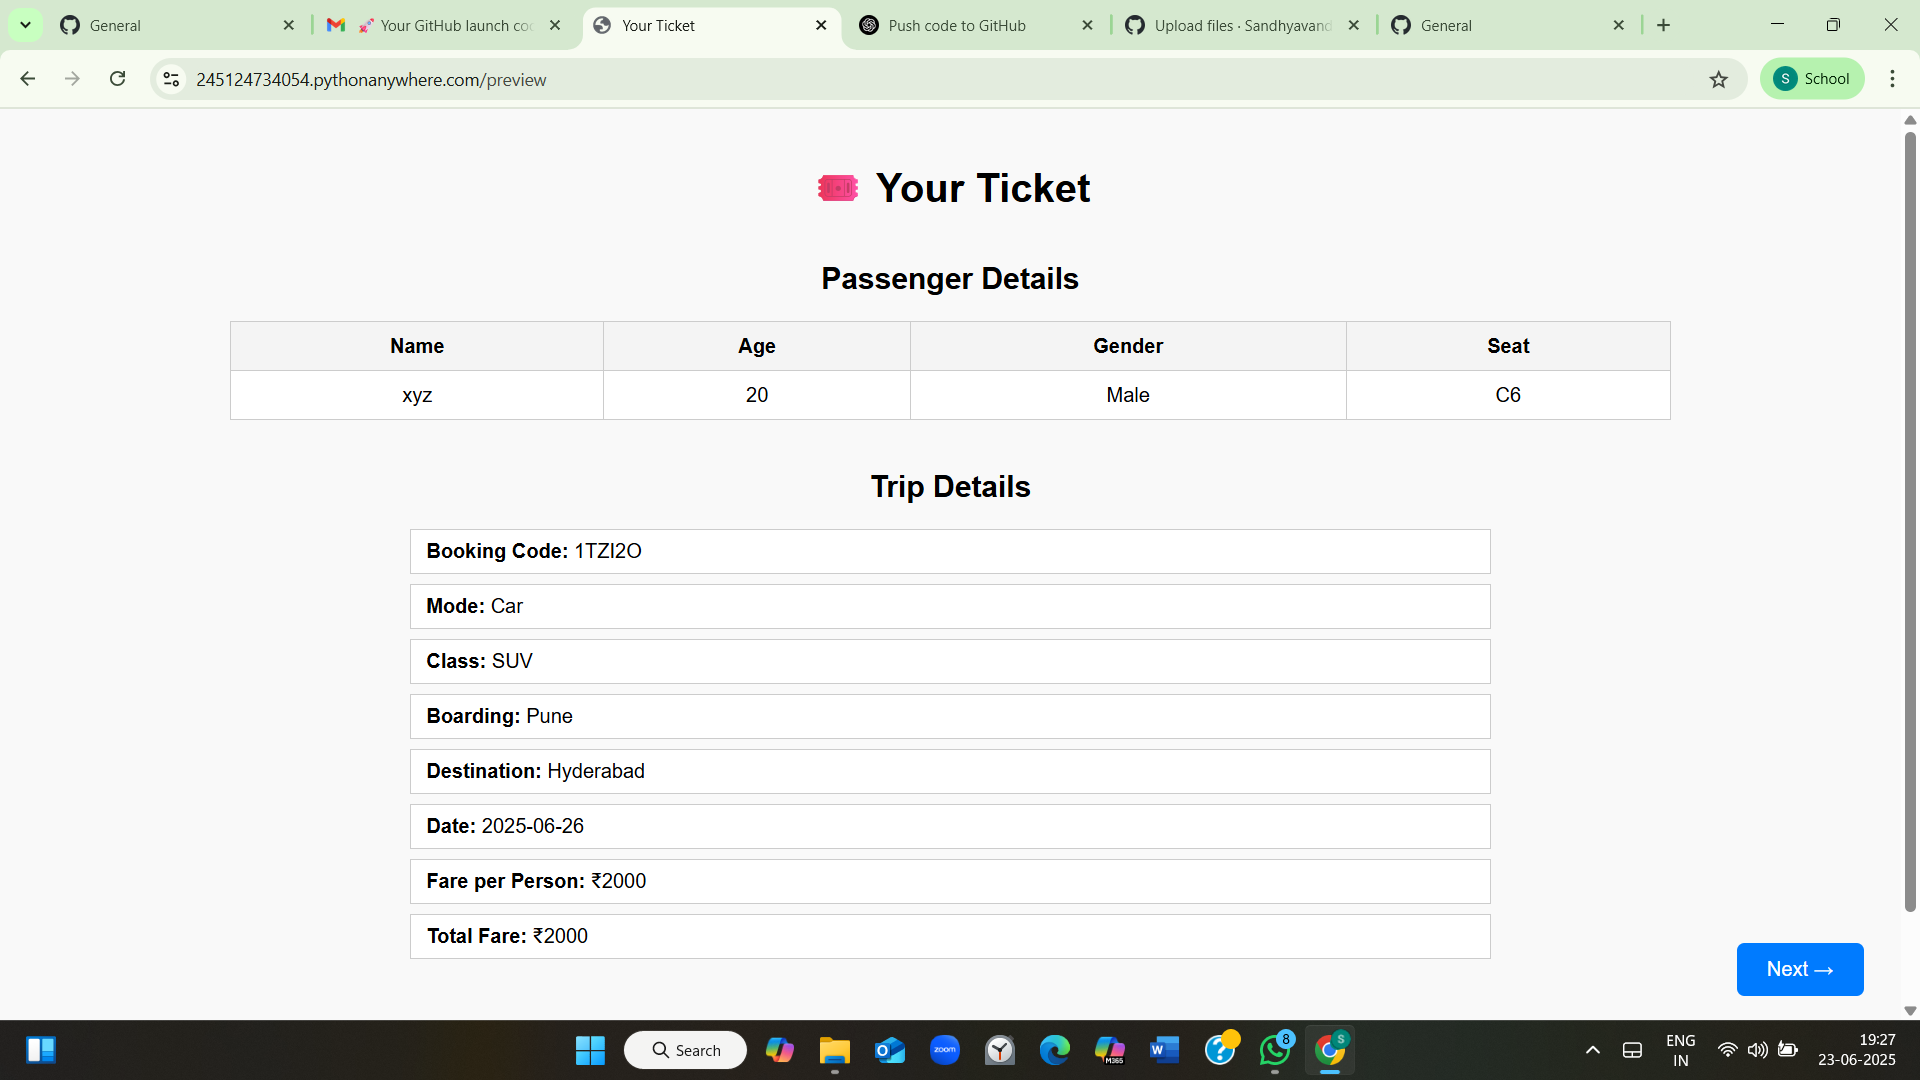 General
🚀 Your GitHub launch co
Your Ticket
Push code to GitHub
Upload files · Sandhyavand
General
245124734054.pythonanywhere.com/preview
S
School
Your Ticket
Passenger Details
Name Age Gender Seat
xyz 20 Male C6
Trip Details
Booking Code: 1TZI2O
Mode: Car
Class: SUV
Boarding: Pune
Destination: Hyderabad
Date: 2025-06-26
Fare per Person: ₹2000
Total Fare: ₹2000
Next →
Search
zoom
M365
8
S
ENG
IN
19:27
23-06-2025